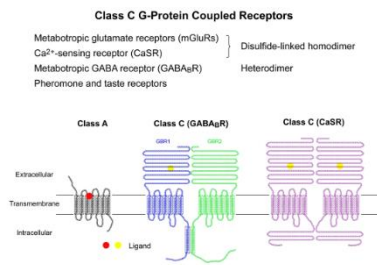 Class C G-Protein Coupled Receptors
Metabotropic glutamate receptors (mGluRs)
Ca²⁺-sensing receptor (CaSR)
Disulfide-linked homodimer
Metabotropic GABA receptor (GABABR)
Heterodimer
Pheromone and taste receptors
Class A
Class C (GABABR)
Class C (CaSR)
GBR1
GBR2
Extracellular
Transmembrane
Intracellular
Ligand